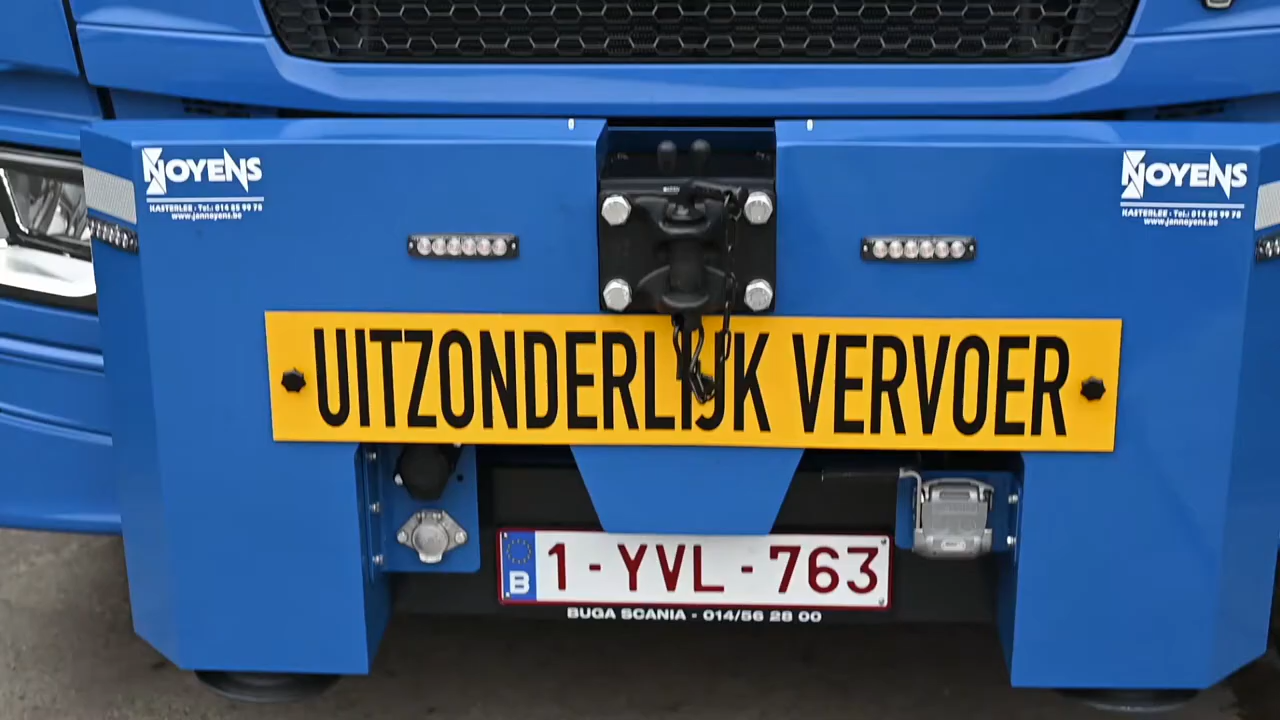 NOYENS
KASTERLEE - Tel.: 014 85 99 78
www.jannoyens.be
NOYENS
KASTERLEE - Tel.: 014 85 99 78
www.jannoyens.be
UITZONDERLIJK VERVOER
B 1-YVL-763
BUGA SCANIA - 014/56 28 00